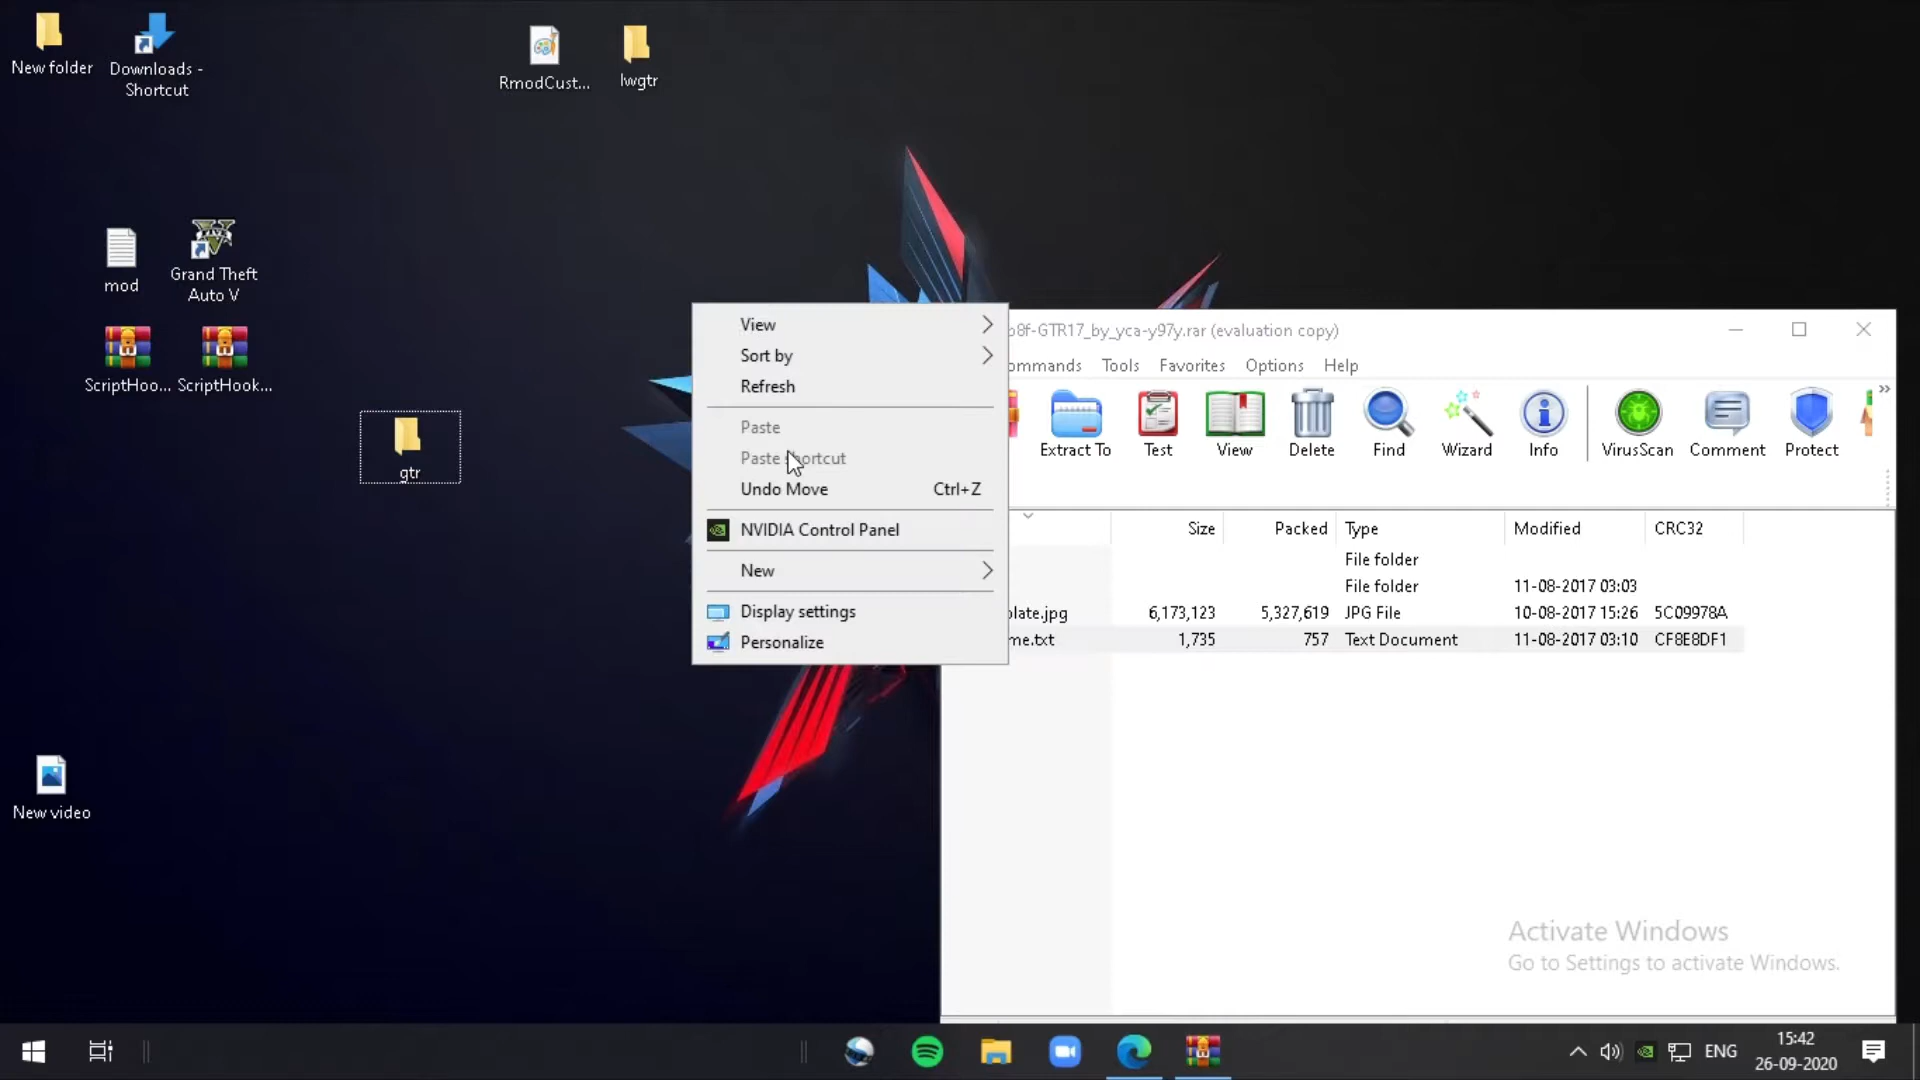 New folder
Downloads -
Shortcut
RmodCust...
lwgtr
mod
Grand Theft
Auto V
ScriptHoo...
ScriptHook...
gtr
New video
View
Sort by
Refresh
Paste
Paste shortcut
Undo Move Ctrl+Z
NVIDIA Control Panel
New
Display settings
Personalize
8f-GTR17_by_yca-y97y.rar (evaluation copy)
ommands Tools Favorites Options Help
Extract To Test View Delete Find Wizard Info VirusScan Comment Protect
Size Packed Type Modified CRC32
File folder
File folder 11-08-2017 03:03
plate.jpg 6,173,123 5,327,619 JPG File 10-08-2017 15:26 5C09978A
me.txt 1,735 757 Text Document 11-08-2017 03:10 CF8E8DF1
Activate Windows
Go to Settings to activate Windows.
ENG
15:42
26-09-2020